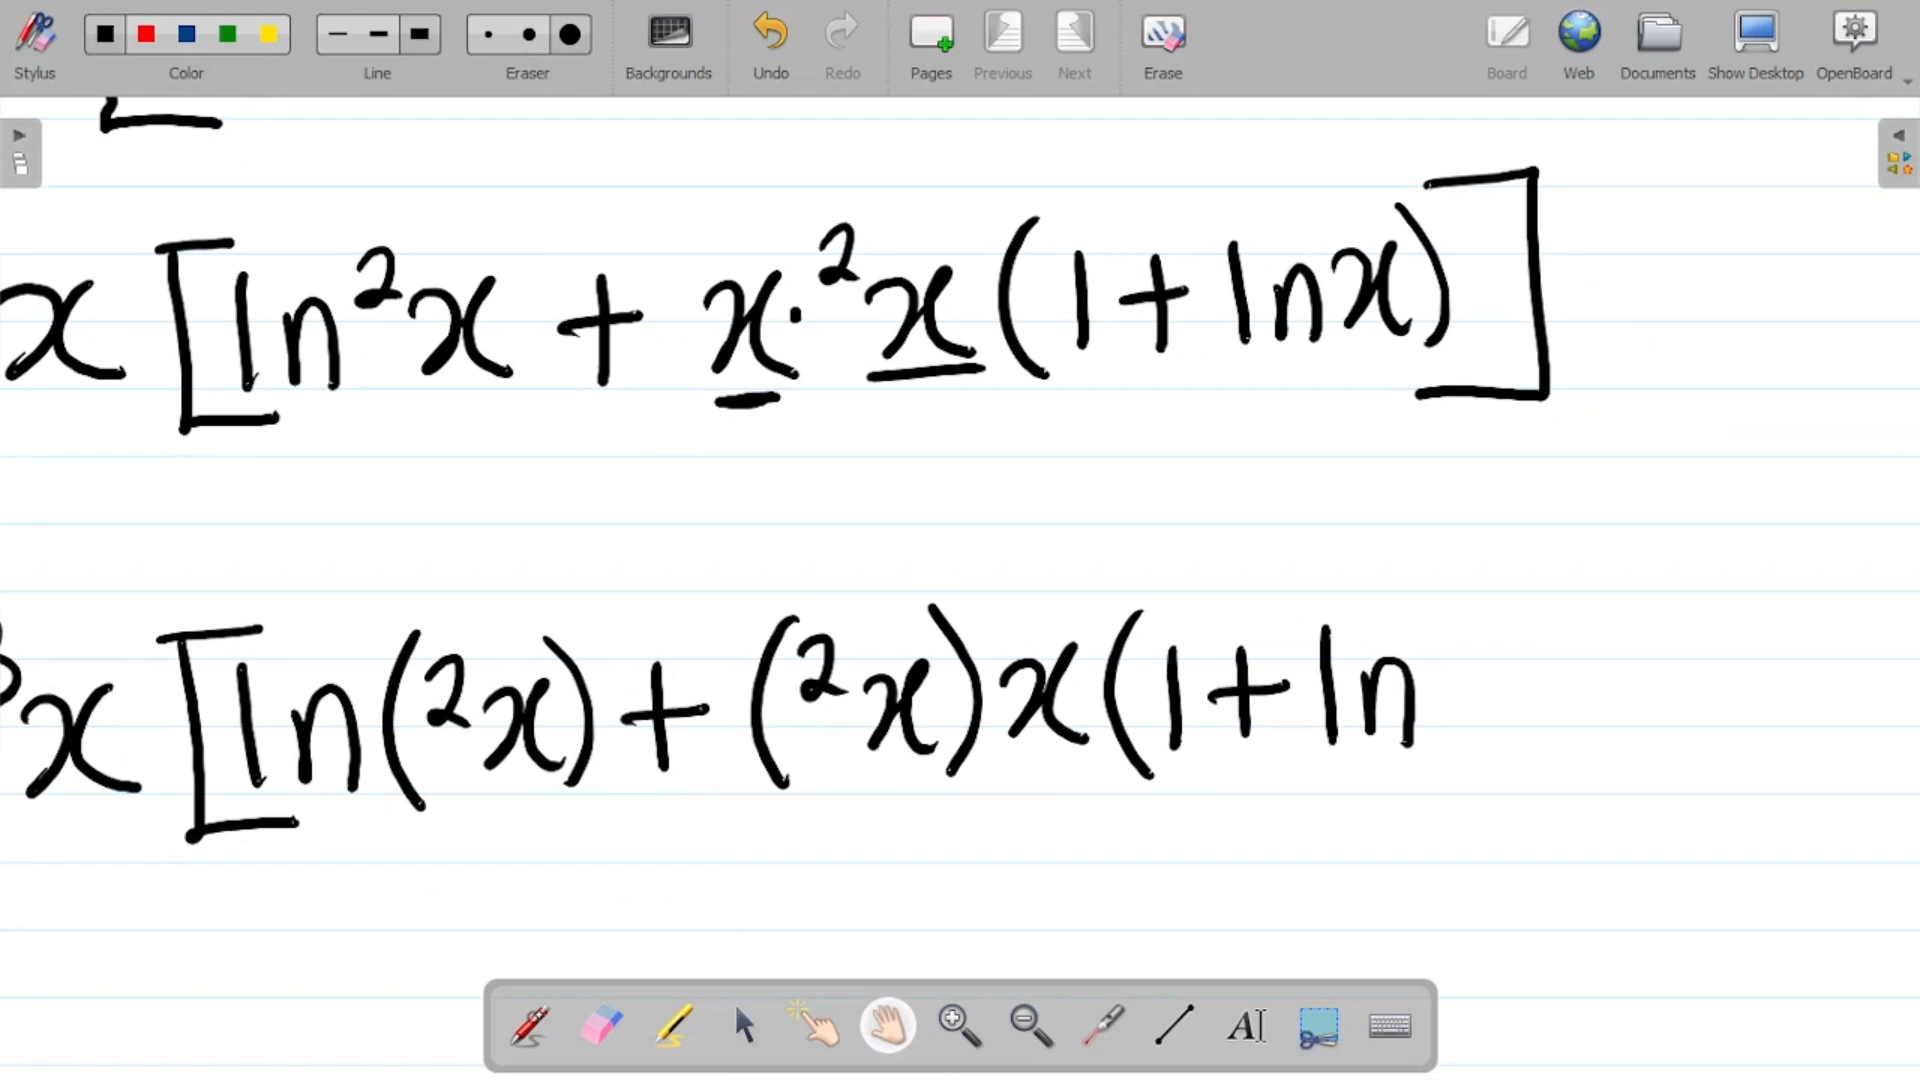 Stylus Color Line Eraser Backgrounds Undo Redo Pages Previous Next Erase Board Web Documents Show Desktop OpenBoard
x [ln²x + x·²x(1+lnx)]
³x [ln(²x)+(²x)x(1+ln